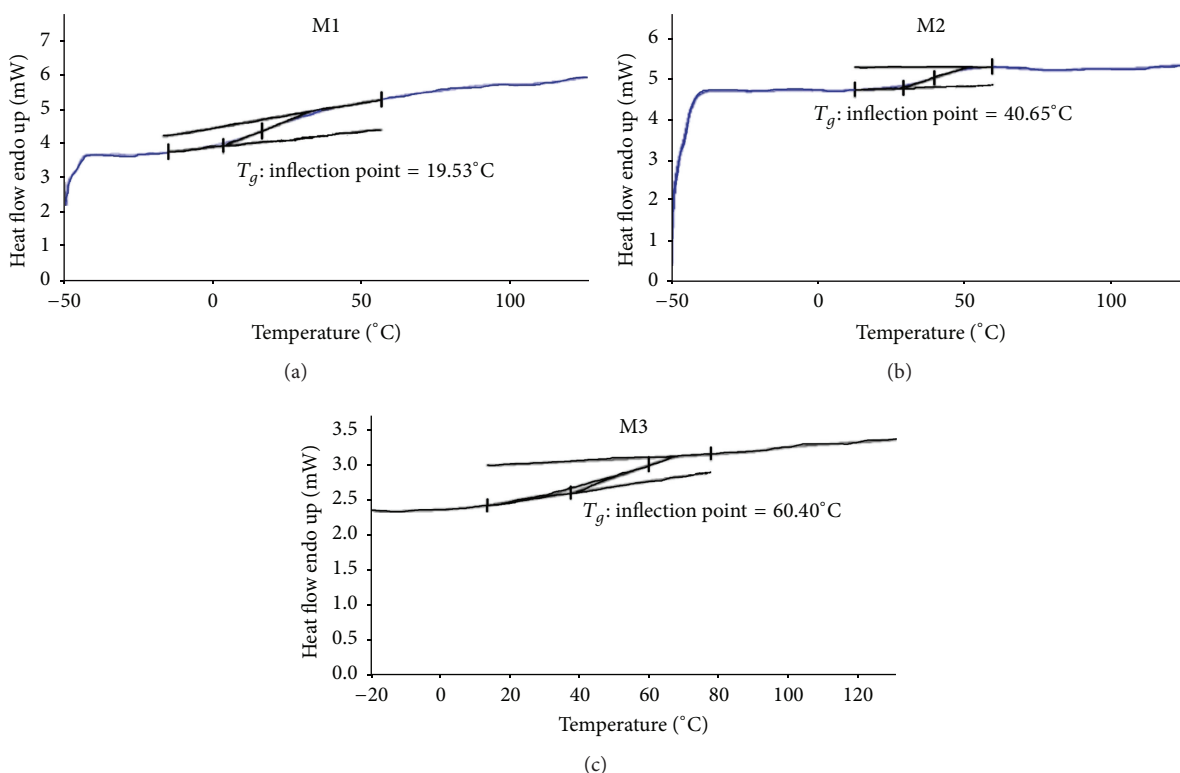 M1
Heat flow endo up (mW)
7
6
5
4
3
2
1
0
T_g: inflection point = 19.53°C
−50
0
50
100
Temperature (°C)
(a)
M2
Heat flow endo up (mW)
6
5
4
3
2
1
0
T_g: inflection point = 40.65°C
−50
0
50
100
Temperature (°C)
(b)
M3
Heat flow endo up (mW)
3.5
3.0
2.5
2.0
1.5
1.0
0.5
0.0
T_g: inflection point = 60.40°C
−20
0
20
40
60
80
100
120
Temperature (°C)
(c)